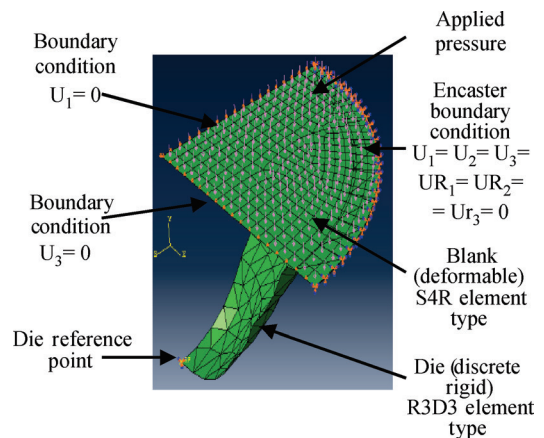 Boundary
condition
U1= 0
Applied
pressure
Encaster
boundary
condition
U1= U2= U3=
UR1= UR2=
= Ur3= 0
Boundary
condition
U3= 0
Y
Blank
(deformable)
S4R element
type
Die reference
point
Die (discrete
rigid)
R3D3 element
type